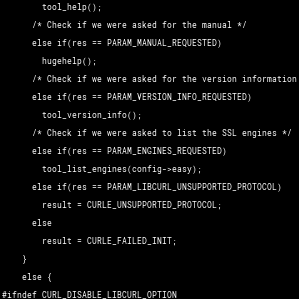 tool_help();
/* Check if we were asked for the manual */
else if(res == PARAM_MANUAL_REQUESTED)
hugehelp();
/* Check if we were asked for the version information
else if(res == PARAM_VERSION_INFO_REQUESTED)
tool_version_info();
/* Check if we were asked to list the SSL engines */
else if(res == PARAM_ENGINES_REQUESTED)
tool_list_engines(config->easy);
else if(res == PARAM_LIBCURL_UNSUPPORTED_PROTOCOL)
result = CURLE_UNSUPPORTED_PROTOCOL;
else
result = CURLE_FAILED_INIT;
}
else {
#ifndef CURL_DISABLE_LIBCURL_OPTION